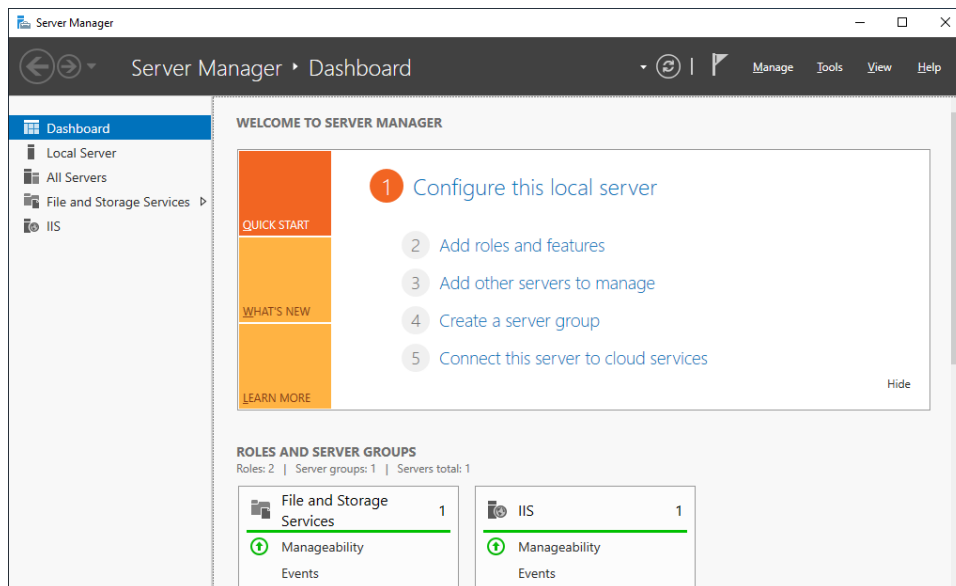 Server Manager
Server Manager ‣ Dashboard
Manage Tools View Help
Dashboard
Local Server
All Servers
File and Storage Services
IIS
WELCOME TO SERVER MANAGER
QUICK START
WHAT'S NEW
LEARN MORE
1 Configure this local server
2 Add roles and features
3 Add other servers to manage
4 Create a server group
5 Connect this server to cloud services
Hide
ROLES AND SERVER GROUPS
Roles: 2 | Server groups: 1 | Servers total: 1
File and Storage
Services
1
Manageability
Events
IIS 1
Manageability
Events